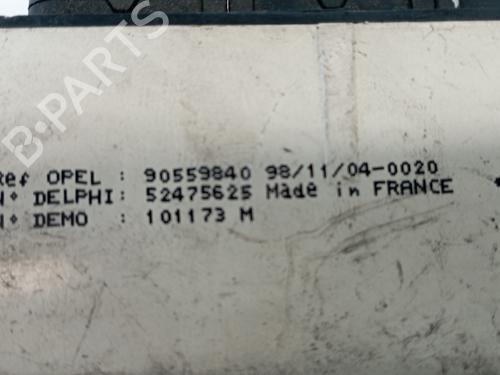 Ref OPEL : 90559840 98/11/04-0020
N° DELPHI: 52475625 Made in FRANCE
N° DEMO : 101173 M
B-PARTS